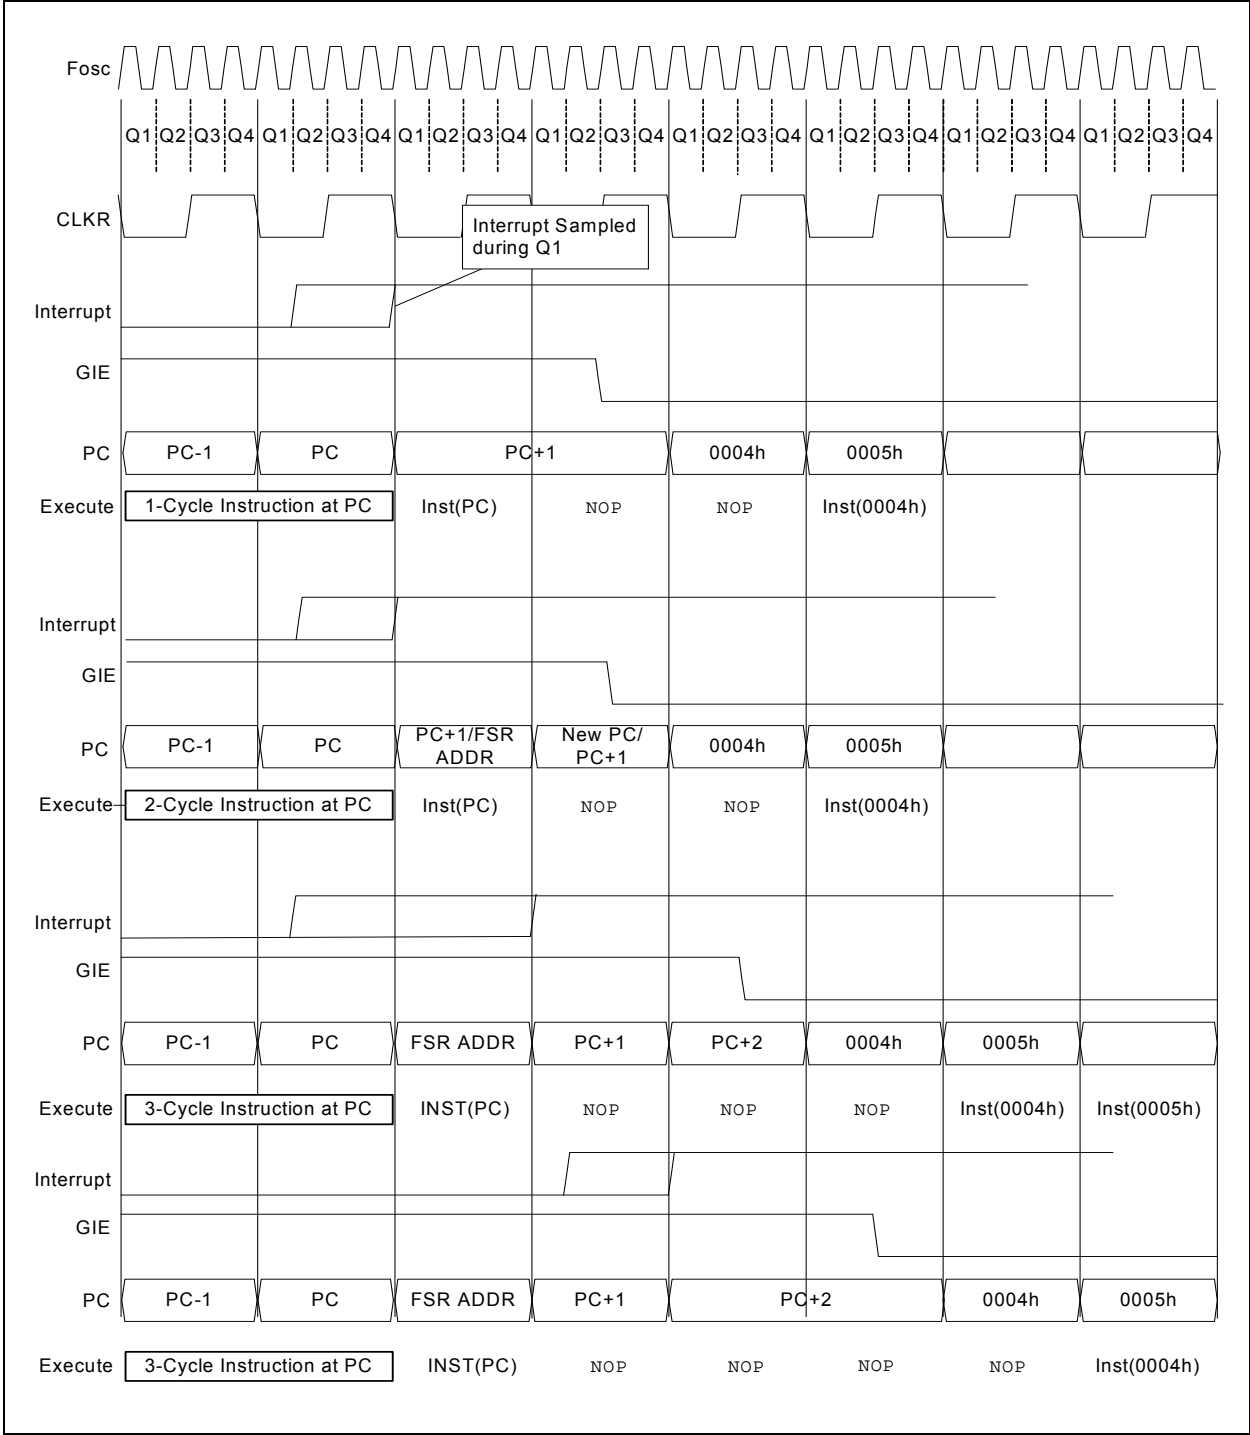 Fosc
Q1 Q2 Q3 Q4 Q1 Q2 Q3 Q4 Q1 Q2 Q3 Q4 Q1 Q2 Q3 Q4 Q1 Q2 Q3 Q4 Q1 Q2 Q3 Q4 Q1 Q2 Q3 Q4 Q1 Q2 Q3 Q4
CLKR
Interrupt Sampled
during Q1
Interrupt
GIE
PC PC-1 PC PC+1 0004h 0005h
Execute 1-Cycle Instruction at PC Inst(PC) NOP NOP Inst(0004h)
Interrupt
GIE
PC PC-1 PC PC+1/FSR ADDR New PC/ PC+1 0004h 0005h
Execute 2-Cycle Instruction at PC Inst(PC) NOP NOP Inst(0004h)
Interrupt
GIE
PC PC-1 PC FSR ADDR PC+1 PC+2 0004h 0005h
Execute 3-Cycle Instruction at PC INST(PC) NOP NOP NOP Inst(0004h) Inst(0005h)
Interrupt
GIE
PC PC-1 PC FSR ADDR PC+1 PC+2 0004h 0005h
Execute 3-Cycle Instruction at PC INST(PC) NOP NOP NOP NOP Inst(0004h)